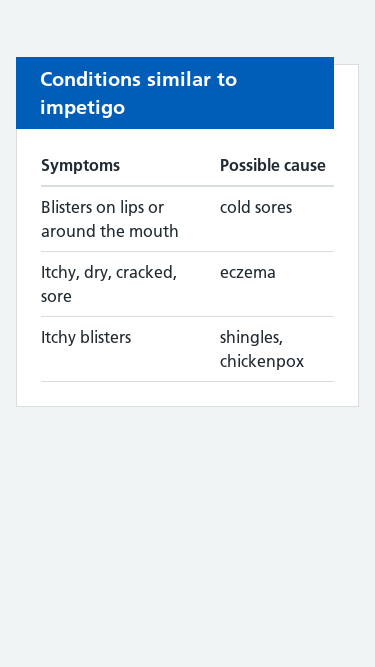 Conditions similar to
impetigo
Symptoms Possible cause
Blisters on lips or cold sores
around the mouth
Itchy, dry, cracked, eczema
sore
Itchy blisters shingles,
chickenpox